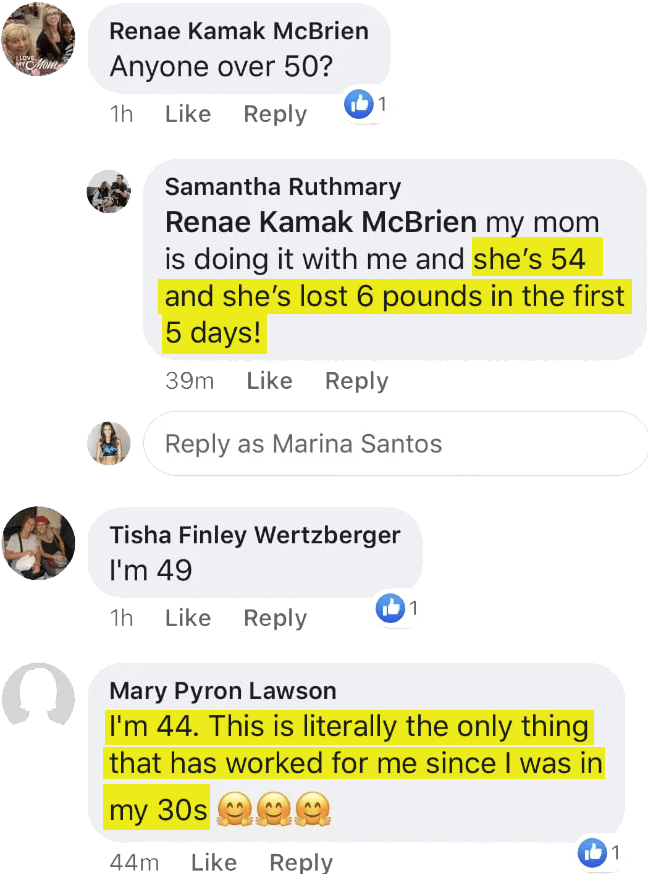 I LOVE
MY Mom
Renae Kamak McBrien
Anyone over 50?
1h Like Reply 1
Samantha Ruthmary
Renae Kamak McBrien my mom
is doing it with me and she's 54
and she's lost 6 pounds in the first
5 days!
39m Like Reply
Reply as Marina Santos
Tisha Finley Wertzberger
I'm 49
1h Like Reply 1
Mary Pyron Lawson
I'm 44. This is literally the only thing
that has worked for me since I was in
my 30s 🤗🤗🤗
44m Like Reply 1